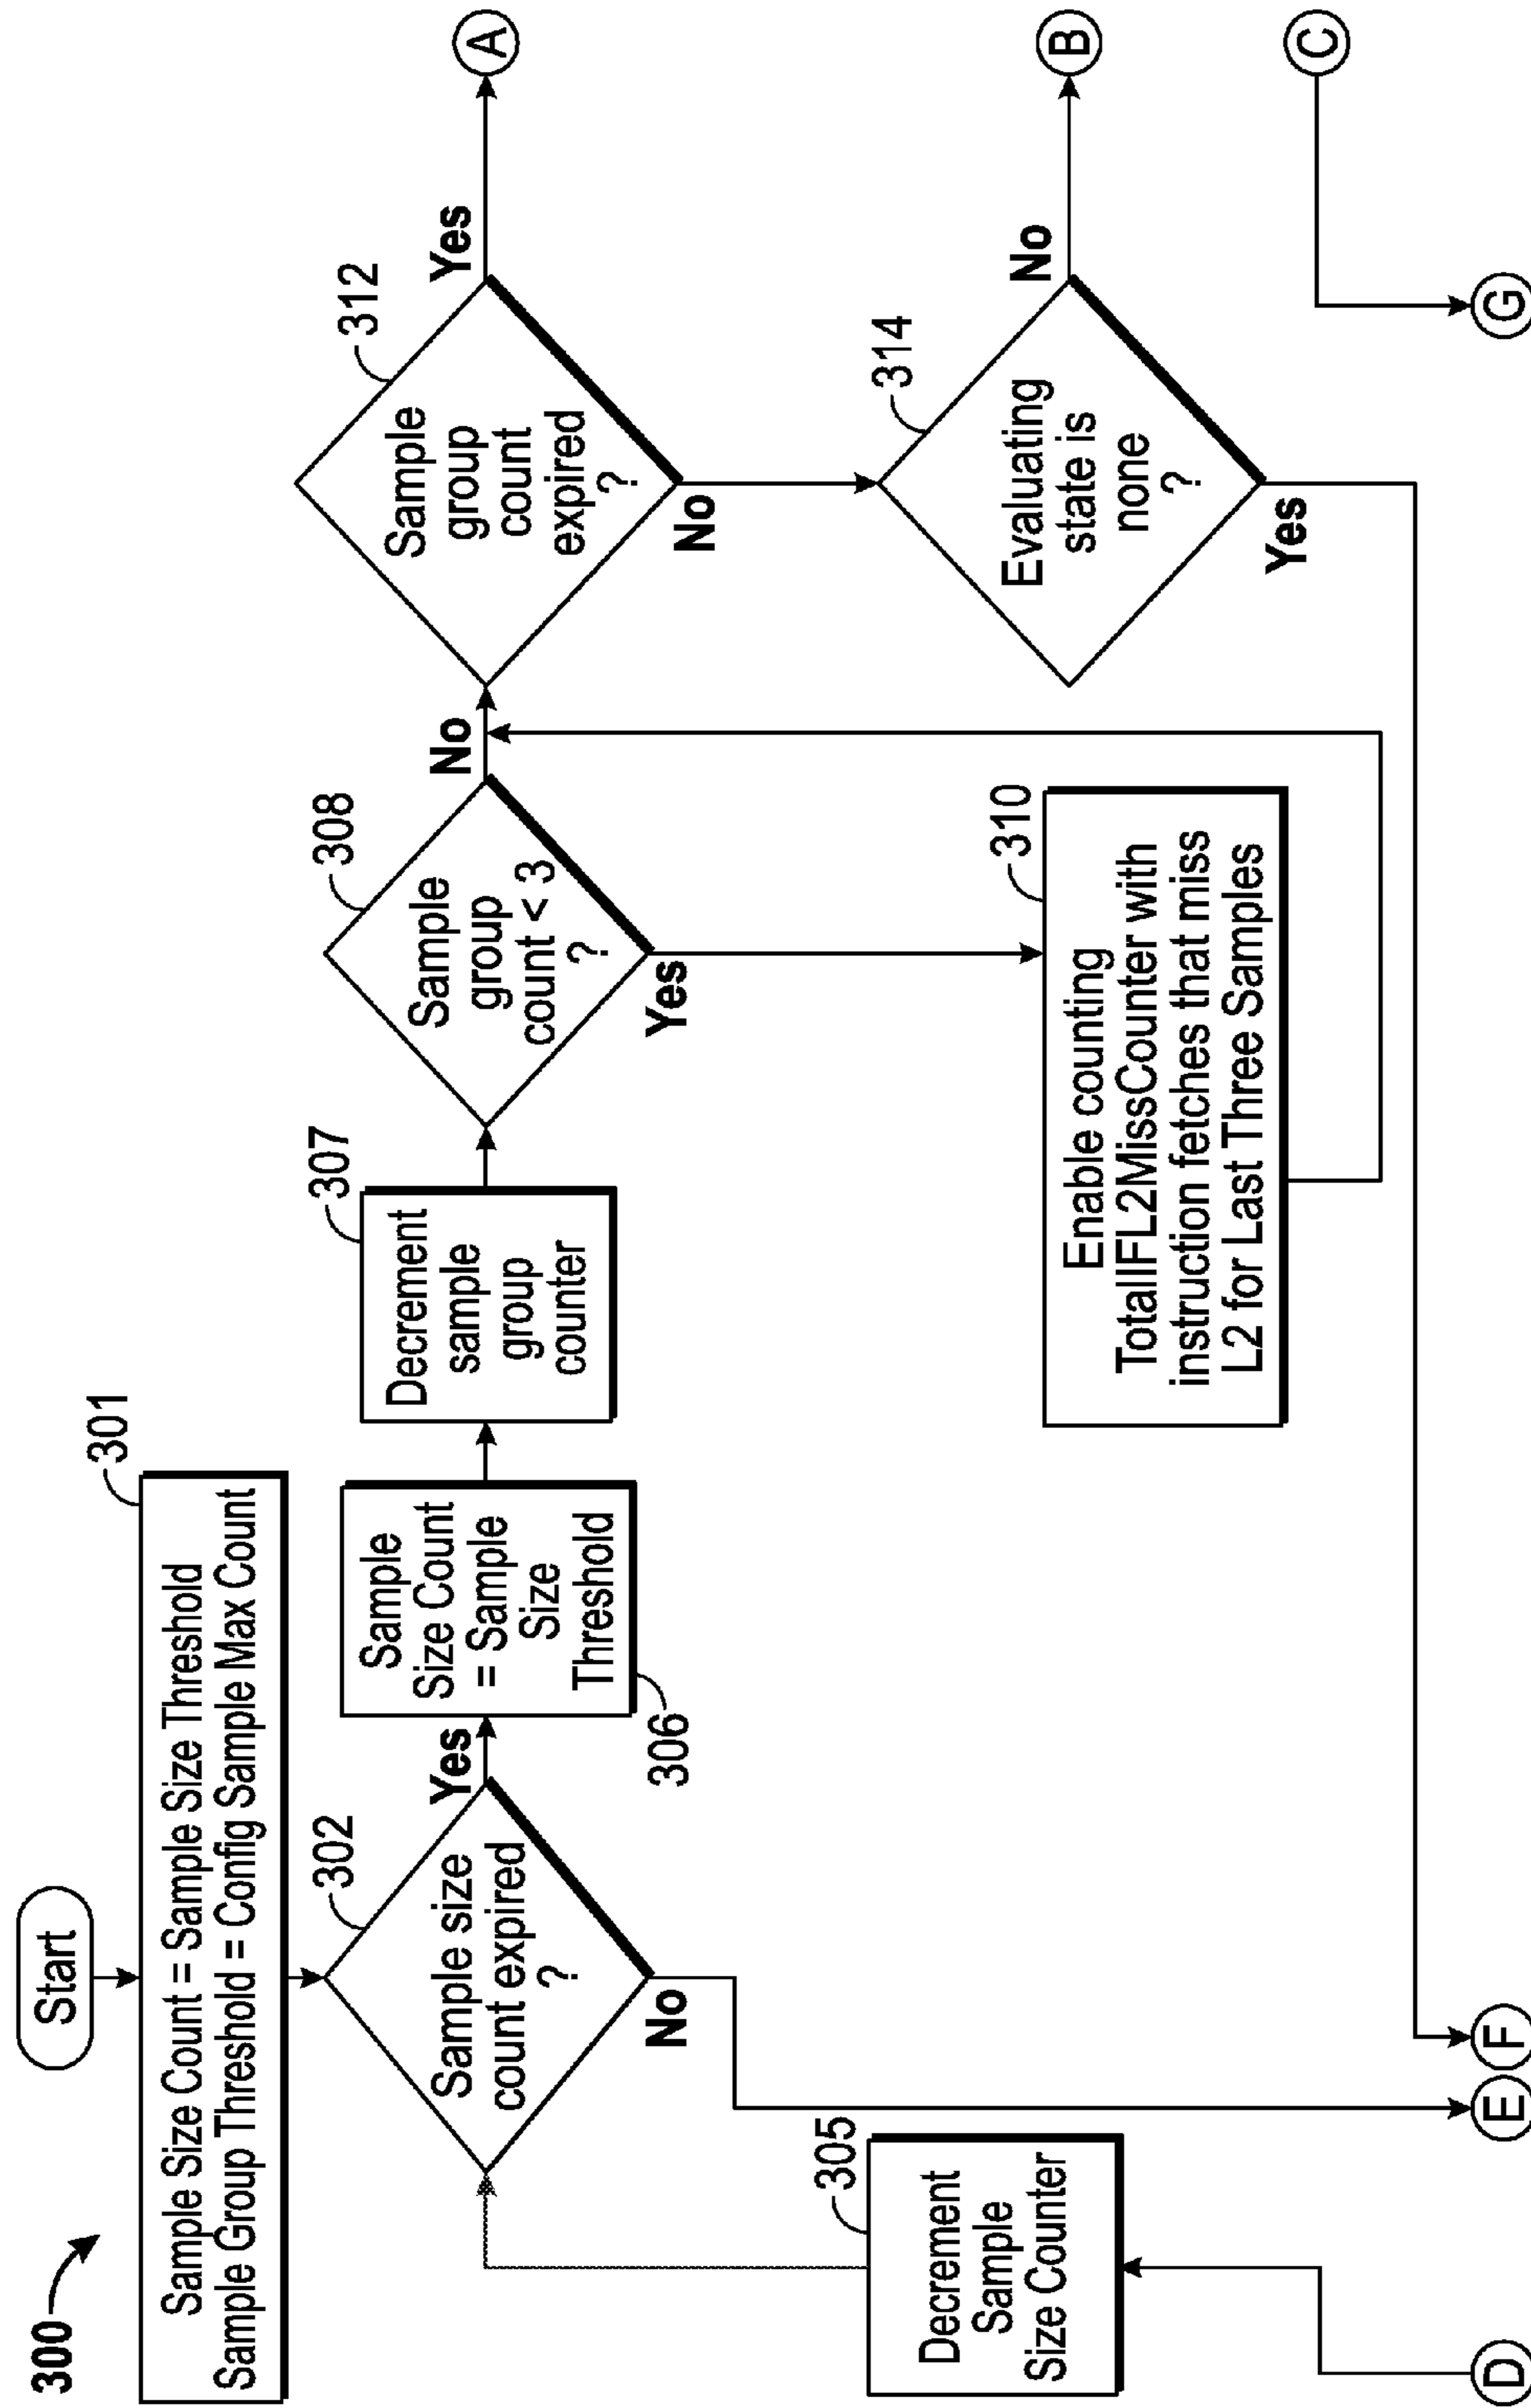 300
Start
301
Sample Size Count = Sample Size Threshold
Sample Group Threshold = Config Sample Max Count
302
Sample size
count expired
?
Yes
No
305
Decrement
Sample
Size Counter
306
Sample
Size Count
= Sample
Size
Threshold
307
Decrement
sample
group
counter
308
Sample
group
count < 3
?
No
Yes
310
Enable counting
TotalIFL2MissCounter with
instruction fetches that miss
L2 for Last Three Samples
312
Sample
group
count
expired
?
Yes
No
314
Evaluating
state is
none
?
No
Yes
A
B
C
D
E
F
G